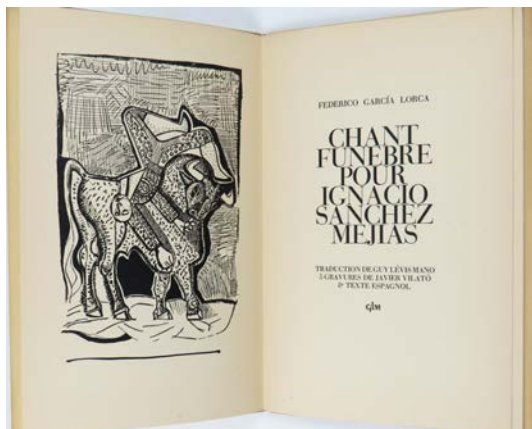 FEDERICO GARCÍA LORCA
CHANT
FUNEBRE
POUR
IGNACIO
SANCHEZ
MEJIAS
TRADUCTION DE GUY LÉVIS MANO
5 GRAVURES DE JAVIER VILATÓ
& TEXTE ESPAGNOL
GLM